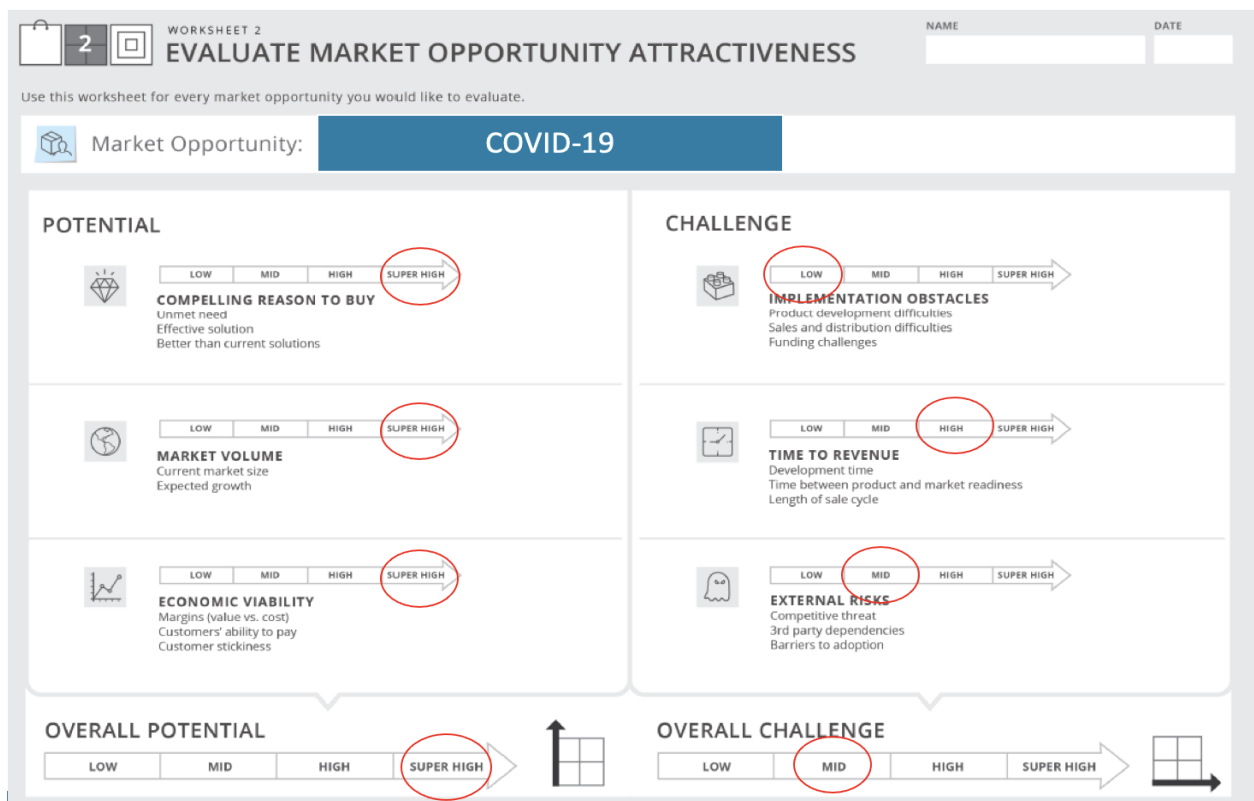 WORKSHEET 2
2
EVALUATE MARKET OPPORTUNITY ATTRACTIVENESS
NAME
DATE
Use this worksheet for every market opportunity you would like to evaluate.
Market Opportunity:
COVID-19
POTENTIAL
LOW MID HIGH SUPER HIGH
COMPELLING REASON TO BUY
Unmet need
Effective solution
Better than current solutions
LOW MID HIGH SUPER HIGH
MARKET VOLUME
Current market size
Expected growth
LOW MID HIGH SUPER HIGH
ECONOMIC VIABILITY
Margins (value vs. cost)
Customers' ability to pay
Customer stickiness
OVERALL POTENTIAL
LOW MID HIGH SUPER HIGH
CHALLENGE
LOW MID HIGH SUPER HIGH
IMPLEMENTATION OBSTACLES
Product development difficulties
Sales and distribution difficulties
Funding challenges
LOW MID HIGH SUPER HIGH
TIME TO REVENUE
Development time
Time between product and market readiness
Length of sale cycle
LOW MID HIGH SUPER HIGH
EXTERNAL RISKS
Competitive threat
3rd party dependencies
Barriers to adoption
OVERALL CHALLENGE
LOW MID HIGH SUPER HIGH